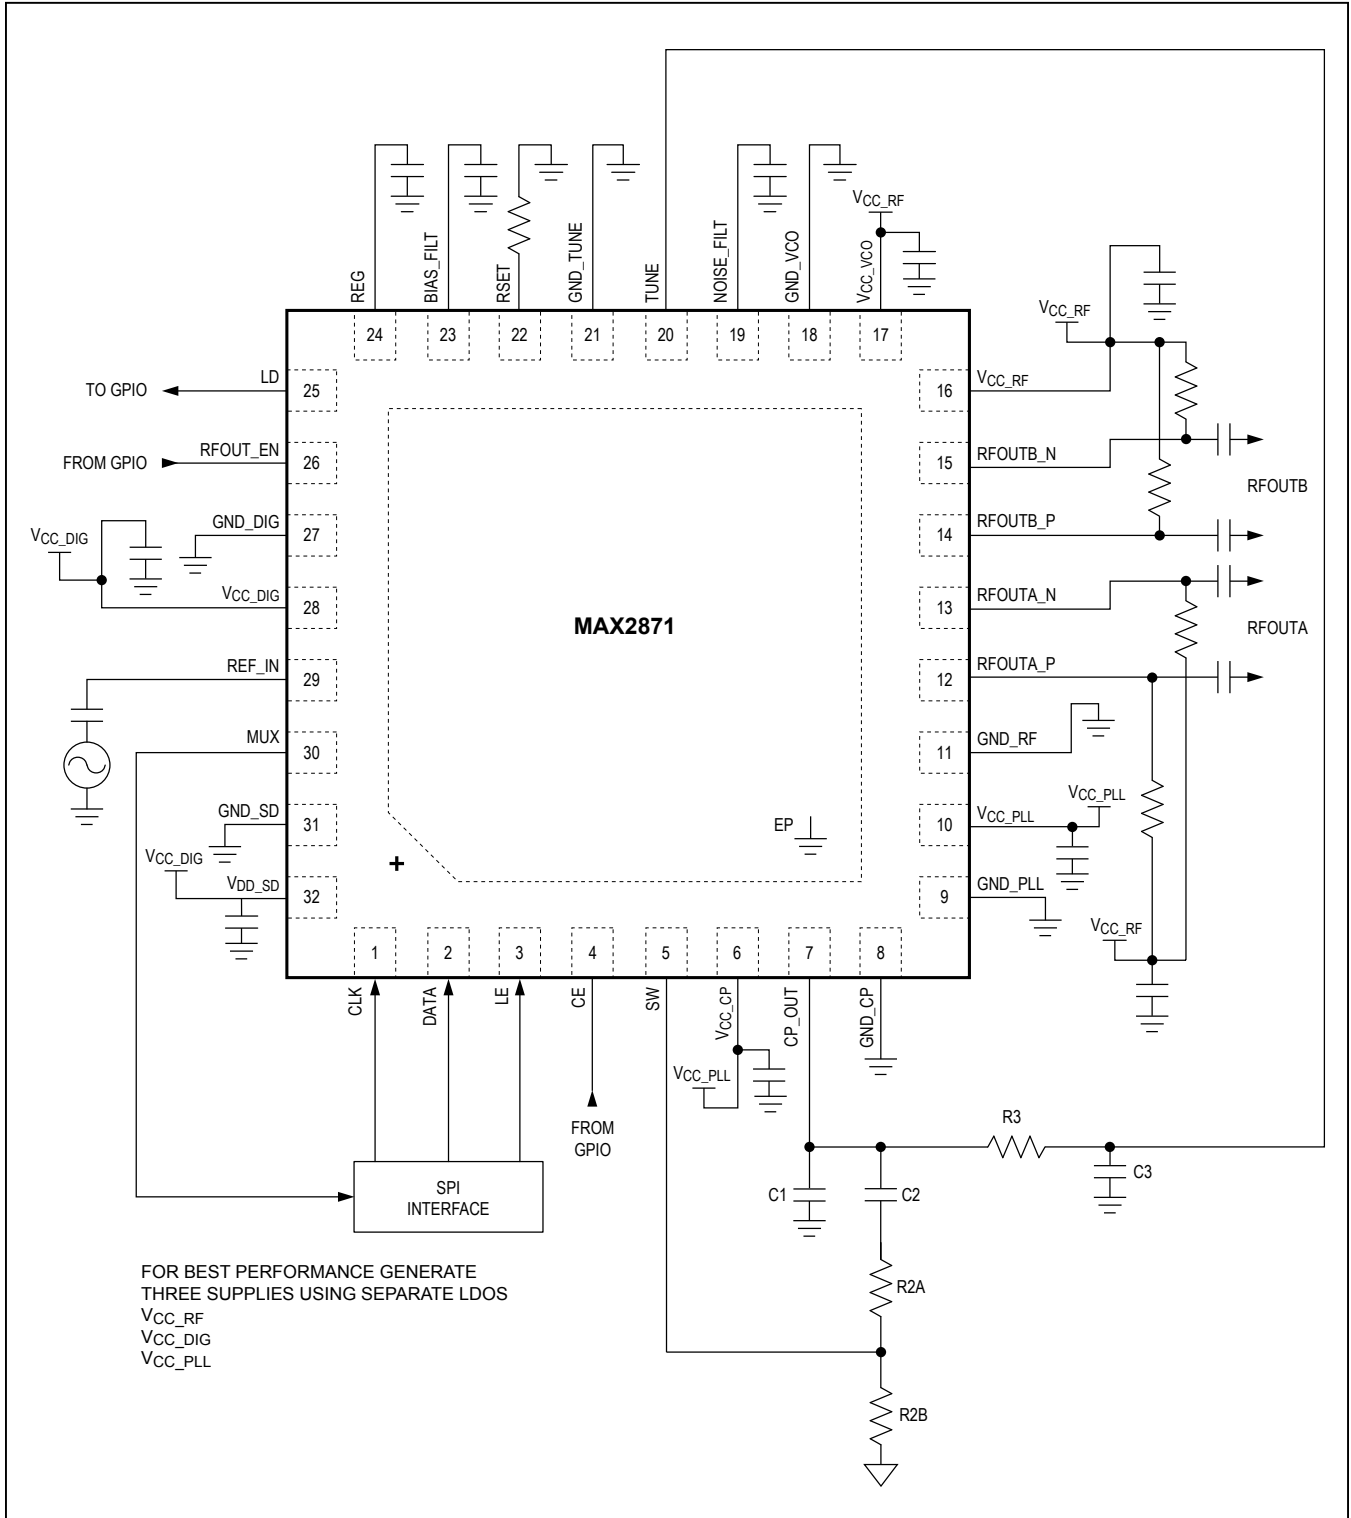 REG
BIAS_FILT
RSET
GND_TUNE
TUNE
NOISE_FILT
GND_VCO
VCC_VCO
VCC_RF
24
23
22
21
20
19
18
17
VCC_RF
TO GPIO
LD
25
16
VCC_RF
FROM GPIO
RFOUT_EN
26
15
RFOUTB_N
RFOUTB
VCC_DIG
GND_DIG
27
14
RFOUTB_P
VCC_DIG
28
13
RFOUTA_N
MAX2871
RFOUTA
REF_IN
29
12
RFOUTA_P
MUX
30
11
GND_RF
VCC_PLL
GND_SD
31
EP
10
VCC_PLL
VCC_DIG
+
VDD_SD
32
9
GND_PLL
VCC_RF
1
2
3
4
5
6
7
8
CLK
DATA
LE
CE
SW
VCC_CP
CP_OUT
GND_CP
VCC_PLL
FROM
GPIO
R3
SPI
INTERFACE
C1
C2
C3
R2A
R2B
FOR BEST PERFORMANCE GENERATE
THREE SUPPLIES USING SEPARATE LDOS
VCC_RF
VCC_DIG
VCC_PLL